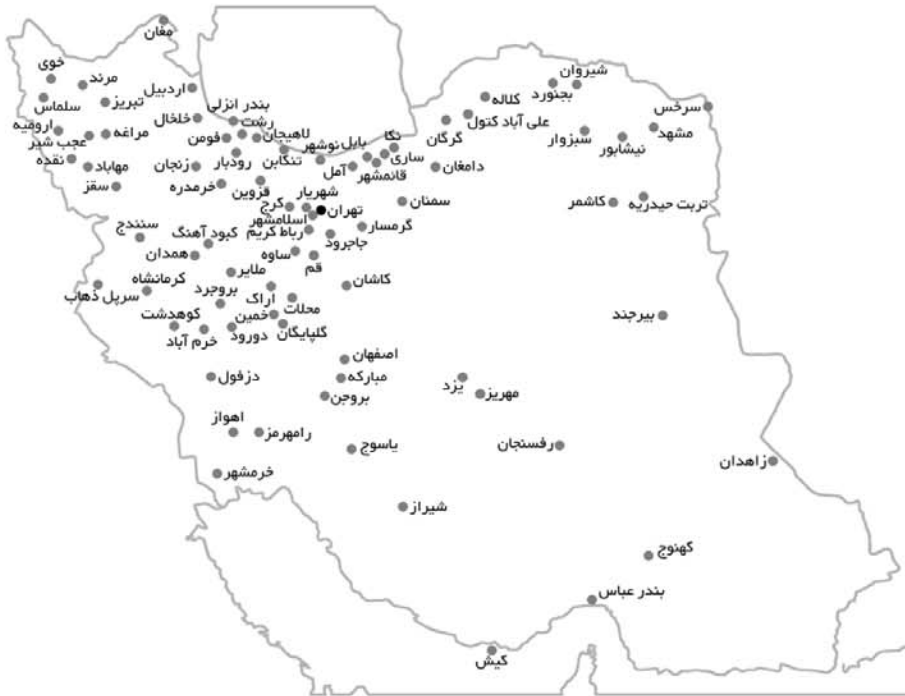 مغان
خوی
مرند
سلماس
تبریز
اردبیل
بندر انزلی
شیروان
بجنورد
کلاله
سرخس
ارومیه
خلخال
رشت
علی آباد کتول
عجب شیر
مراغه
فومن
لاهیجان
نوشهر
بابل
نکا
گرگان
سبزوار
نیشابور
مشهد
نقده
مهاباد
زنجان
رودبار
تنکابن
آمل
قائمشهر
ساری
دامغان
سقز
خرمدره
قزوین
شهریار
کرج
تهران
سمنان
کاشمر
تربت حیدریه
اسلامشهر
رباط کریم
گرمسار
جاجرود
سنندج
کبود آهنگ
همدان
ساوه
قم
ملایر
کرمانشاه
سرپل ذهاب
بروجرد
اراک
محلات
کاشان
کوهدشت
خرم آباد
دورود
خمین
گلپایگان
بیرجند
اصفهان
دزفول
مبارکه
یزد
بروجن
مهریز
اهواز
رامهرمز
یاسوج
رفسنجان
زاهدان
خرمشهر
شیراز
کهنوج
بندر عباس
کیش